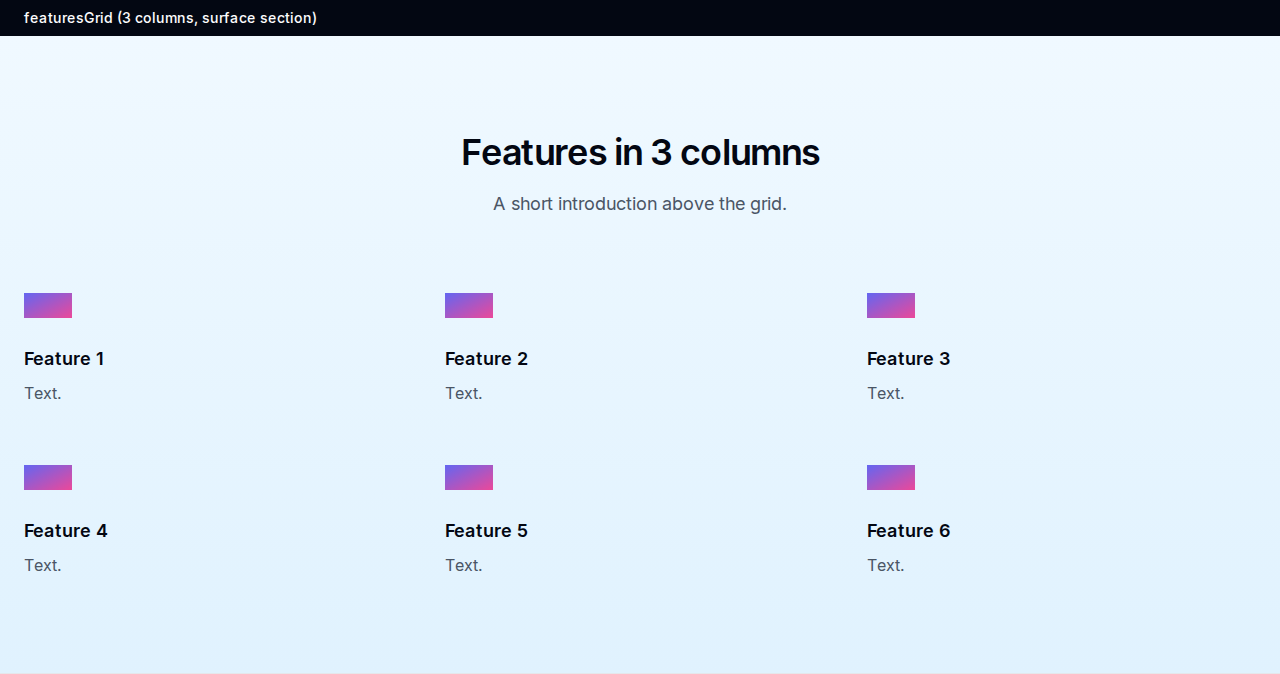 featuresGrid (3 columns, surface section)
Features in 3 columns
A short introduction above the grid.
Feature 1
Text.
Feature 2
Text.
Feature 3
Text.
Feature 4
Text.
Feature 5
Text.
Feature 6
Text.